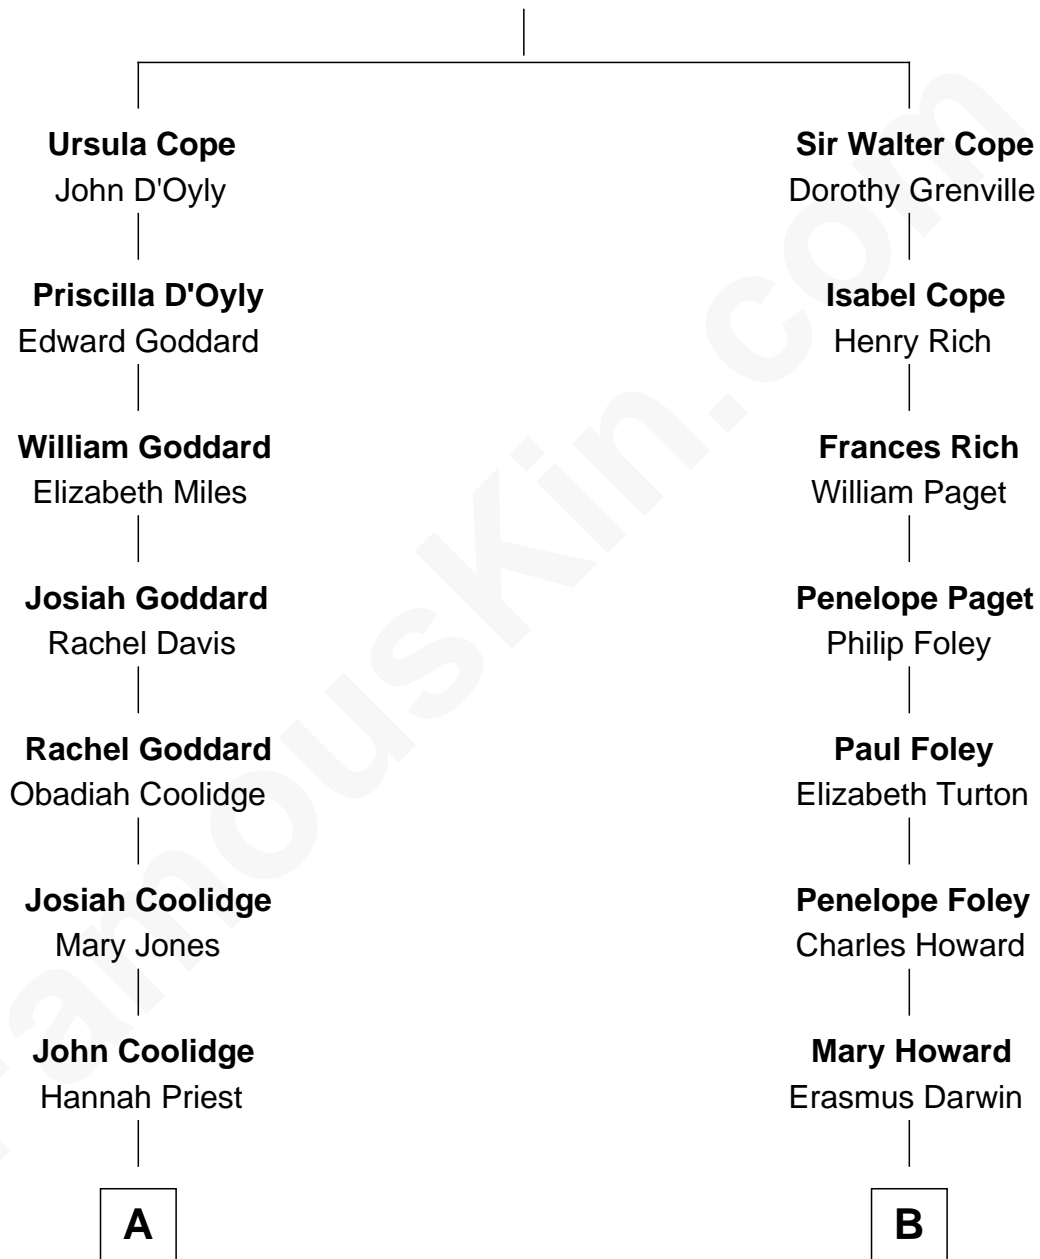 Ursula Cope
John D'Oyly
Priscilla D'Oyly
Edward Goddard
William Goddard
Elizabeth Miles
Josiah Goddard
Rachel Davis
Rachel Goddard
Obadiah Coolidge
Josiah Coolidge
Mary Jones
John Coolidge
Hannah Priest
A
Sir Walter Cope
Dorothy Grenville
Isabel Cope
Henry Rich
Frances Rich
William Paget
Penelope Paget
Philip Foley
Paul Foley
Elizabeth Turton
Penelope Foley
Charles Howard
Mary Howard
Erasmus Darwin
B
FamousKin.com